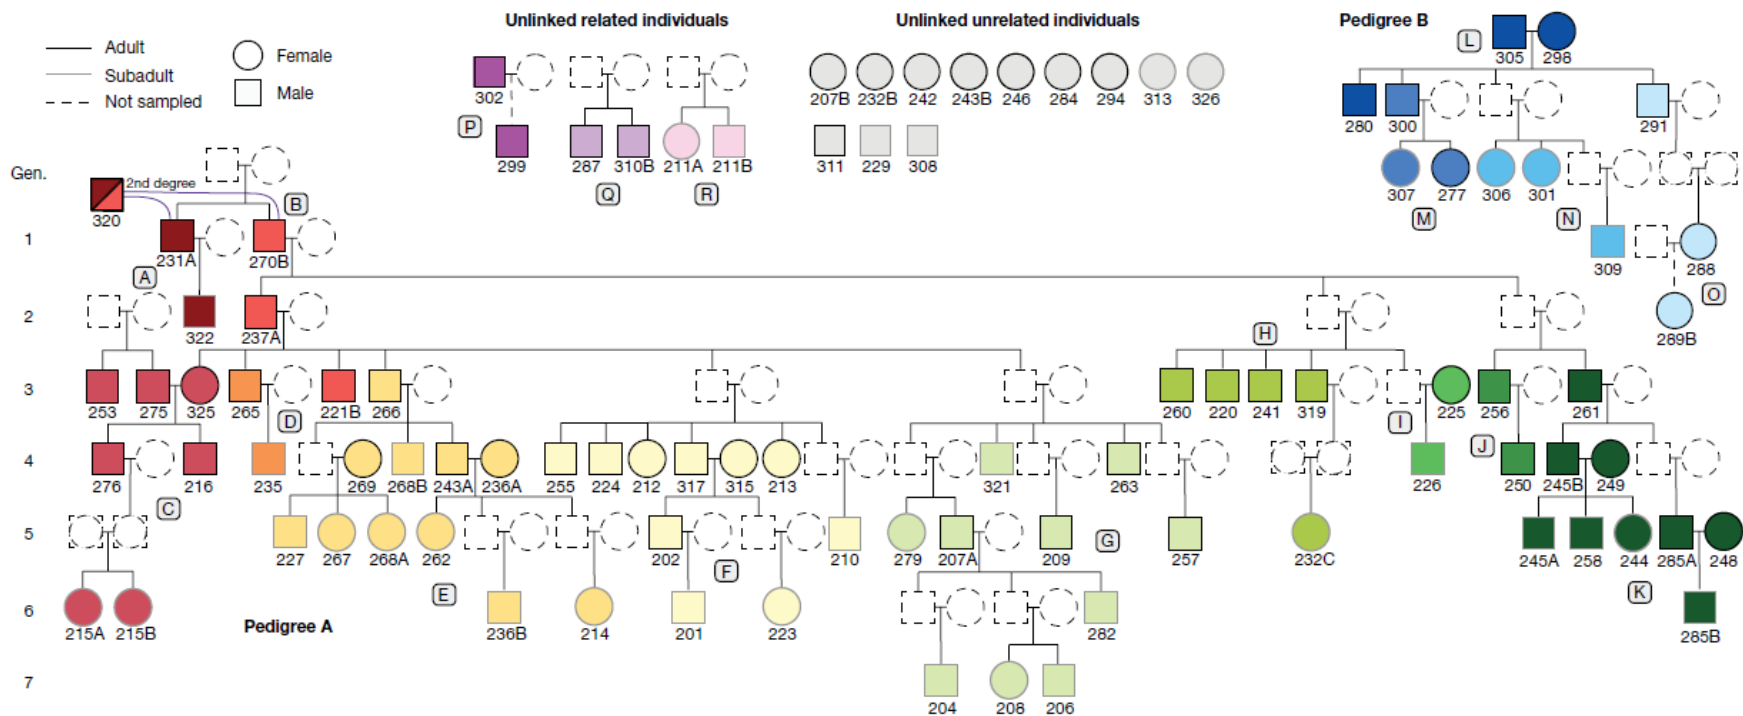 Unlinked related individuals
Unlinked unrelated individuals
Pedigree B
Adult
Subadult
Not sampled
Female
Male
L
305 298
302
207B 232B 242 243B 246 284 294 313 326
280 300 291
P
299 287 310B 211A 211B
311 229 308
Q R
307 277 306 301
M N
Gen.
2nd degree
320
B
1
231A 270B
309 288
A
O
2
322 237A
289B
H
3
253 275 325 265 221B 266
260 220 241 319 225 256 261
D I J
4
276 216 235 269 268B 243A 236A 255 224 212 317 315 213 321 263 226 250 245B 249
C
5
227 267 268A 262 202 210 279 207A 209 257 232C 245A 258 244 285A 248
G
E F K
6
215A 215B 236B 214 201 223 282 285B
Pedigree A
7
204 208 206